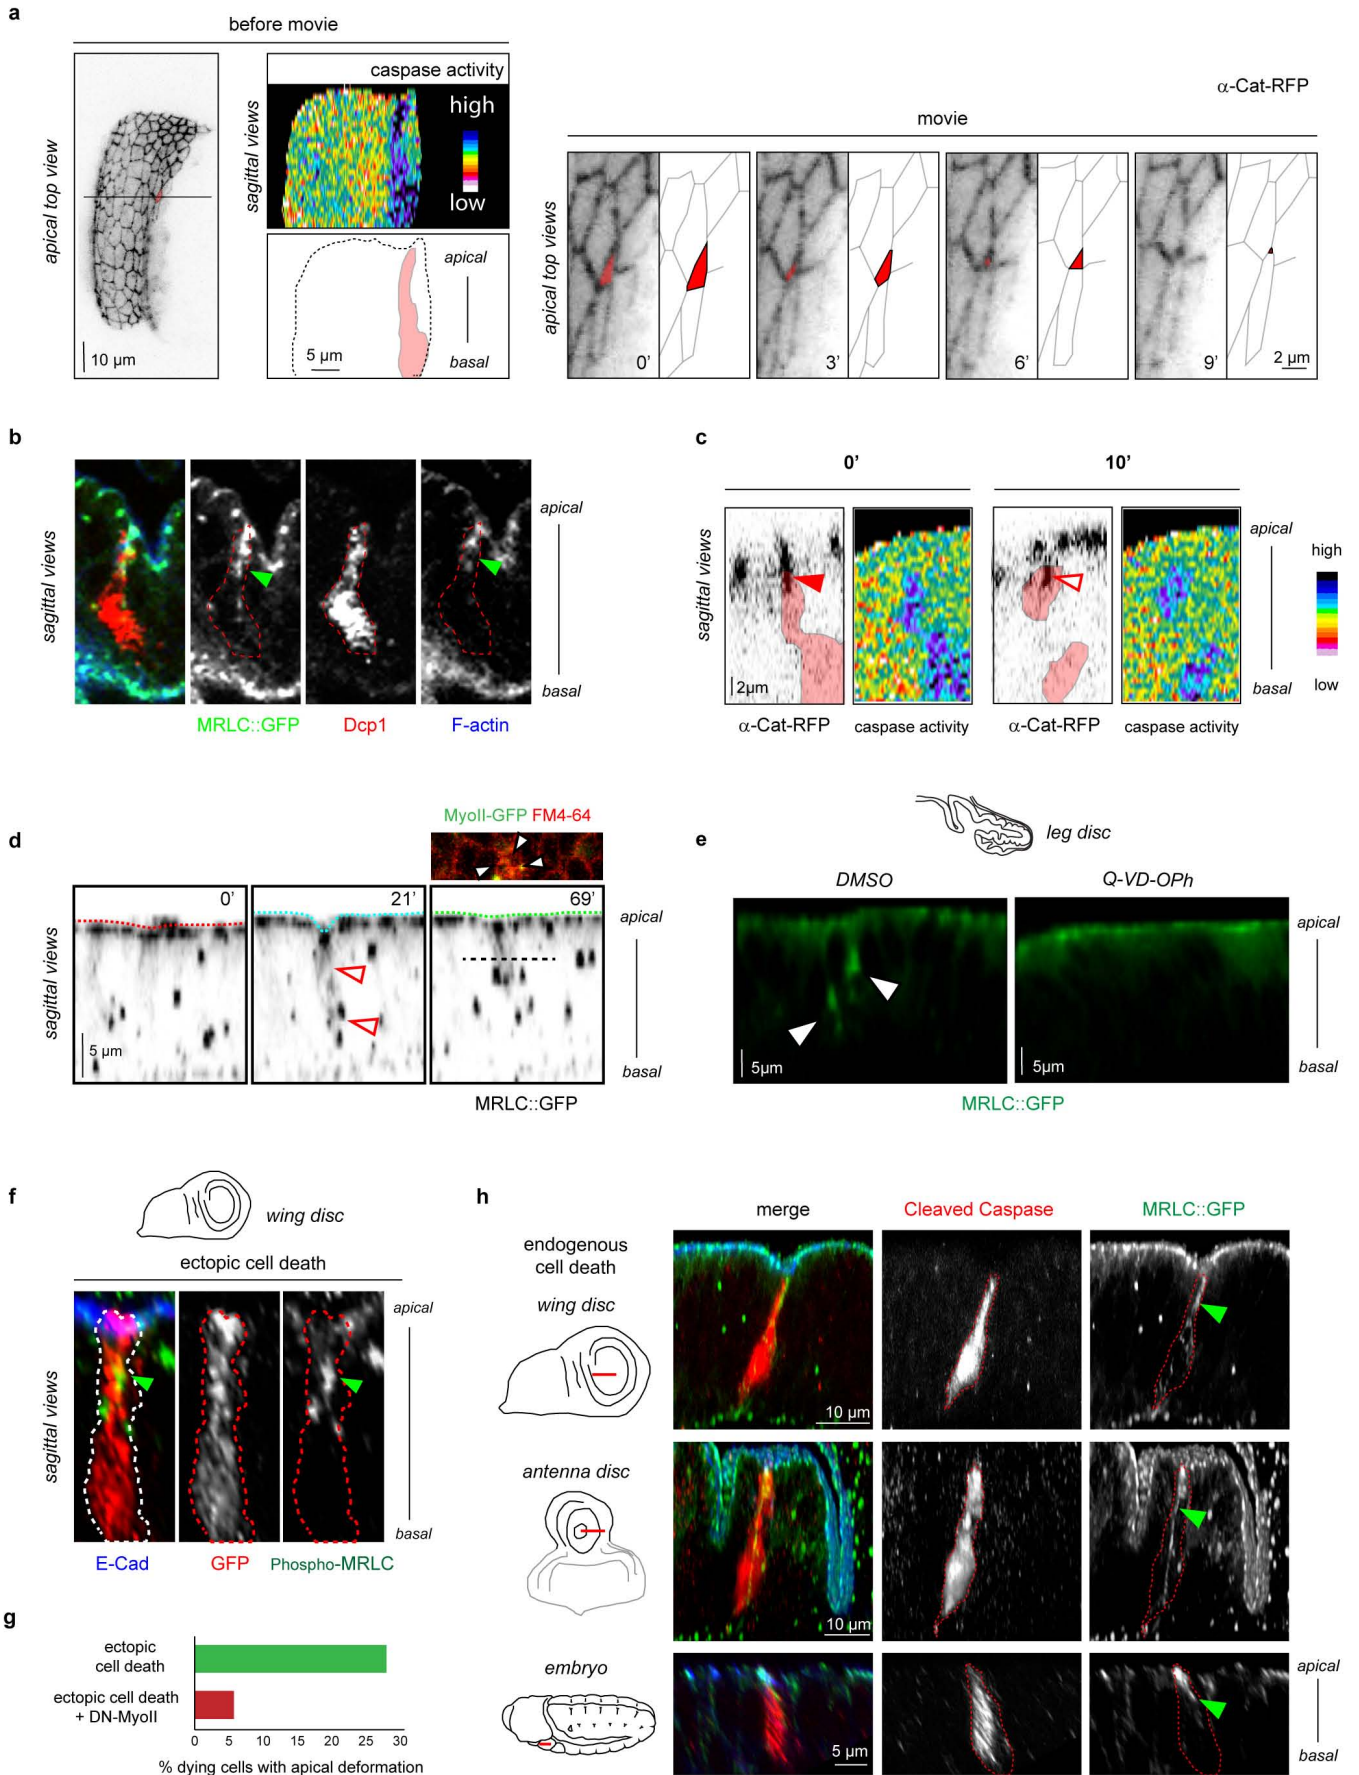 a
before movie
apical top view
10 µm
sagittal views
caspase activity
high
low
apical
basal
5 µm
α-Cat-RFP
movie
apical top views
0’
3’
6’
9’
2 µm
b
sagittal views
apical
basal
MRLC::GFP
Dcp1
F-actin
c
0’
10’
sagittal views
2µm
apical
basal
high
low
α-Cat-RFP
caspase activity
α-Cat-RFP
caspase activity
d
MyoII-GFP FM4-64
0’
21’
69’
sagittal views
5 µm
apical
basal
MRLC::GFP
e
leg disc
DMSO
Q-VD-OPh
5µm
5µm
apical
basal
MRLC::GFP
f
wing disc
ectopic cell death
sagittal views
apical
basal
E-Cad
GFP
Phospho-MRLC
g
ectopic
cell death
ectopic cell death
+ DN-MyoII
0 5 10 15 20 25 30
% dying cells with apical deformation
h
merge
Cleaved Caspase
MRLC::GFP
endogenous
cell death
wing disc
10 µm
antenna disc
10 µm
embryo
5 µm
apical
basal